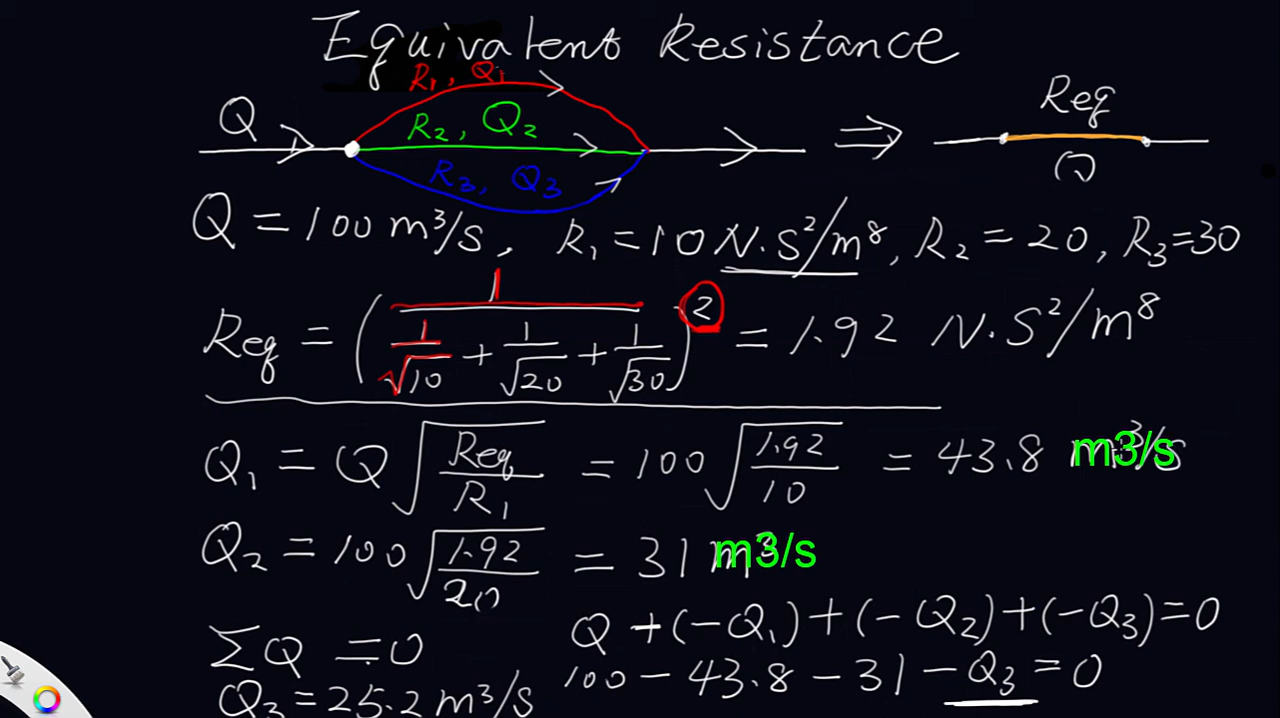 Equivalent Resistance
R₁, Q₁
Q R₂, Q₂ ⇒ Req
R₃, Q₃ Q
Q = 100 m³/s, R₁ = 10 N·S²/m⁸, R₂ = 20, R₃=30
Req = (1/(1/√10 + 1/√20 + 1/√30))² = 1.92 N·S²/m⁸
Q₁ = Q√(Req/R₁) = 100√(1.92/10) = 43.8 m3/s
Q₂ = 100√(1.92/20) = 31 m3/s
Q+(-Q₁)+(-Q₂)+(-Q₃)=0
ΣQ = 0
100 - 43.8 - 31 - Q₃ = 0
Q₃ = 25.2 m³/s